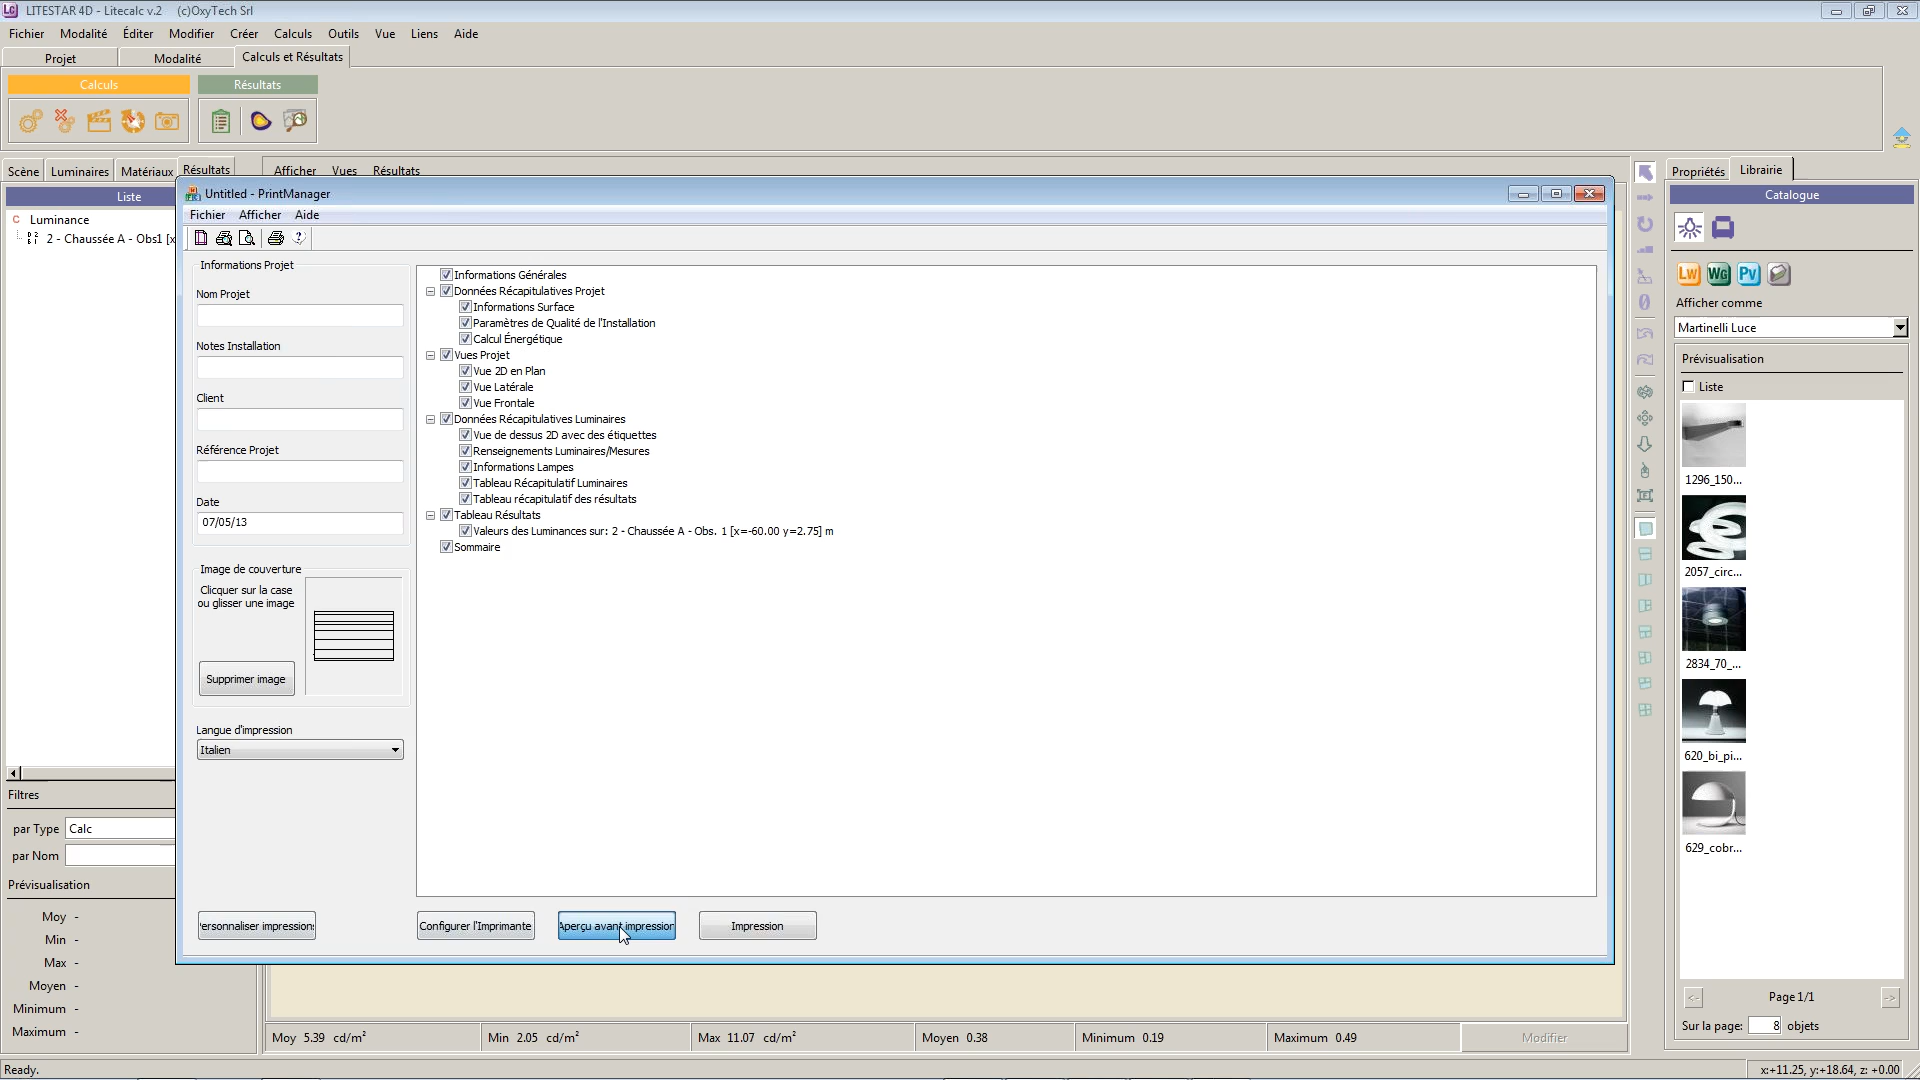 LITESTAR 4D - Litecalc v.2 (c)OxyTech Srl
Fichier Modalité Éditer Modifier Créer Calculs Outils Vue Liens Aide
Projet Modalité Calculs et Résultats
Calculs Résultats
Scène Luminaires Matériaux Résultats
Afficher Vues Résultats
Liste
Luminance
2 - Chaussée A - Obs1 [x
Filtres
par Type Calc
par Nom
Prévisualisation
Moy -
Min -
Max -
Moyen -
Minimum -
Maximum -
Untitled - PrintManager
Fichier Afficher Aide
Informations Projet
Nom Projet
Notes Installation
Client
Référence Projet
Date
07/05/13
Image de couverture
Clicquer sur la case
ou glisser une image
Supprimer image
Langue d'impression
Italien
Informations Générales
Données Récapitulatives Projet
Informations Surface
Paramètres de Qualité de l'Installation
Calcul Énergétique
Vues Projet
Vue 2D en Plan
Vue Latérale
Vue Frontale
Données Récapitulatives Luminaires
Vue de dessus 2D avec des étiquettes
Renseignements Luminaires/Mesures
Informations Lampes
Tableau Récapitulatif Luminaires
Tableau récapitulatif des résultats
Tableau Résultats
Valeurs des Luminances sur: 2 - Chaussée A - Obs. 1 [x=-60.00 y=2.75] m
Sommaire
ersonnaliser impressions Configurer l'Imprimante Aperçu avant impression Impression
Moy 5.39 cd/m² Min 2.05 cd/m² Max 11.07 cd/m² Moyen 0.38 Minimum 0.19 Maximum 0.49 Modifier
Propriétés Librairie
Catalogue
Lw Wg Pv
Afficher comme
Martinelli Luce
Prévisualisation
Liste
1296_150...
2057_circ...
2834_70_...
620_bi_pi...
629_cobr...
<- Page 1/1 ->
Sur la page: 8 objets
Ready.
x:+11.25, y:+18.64, z: +0.00